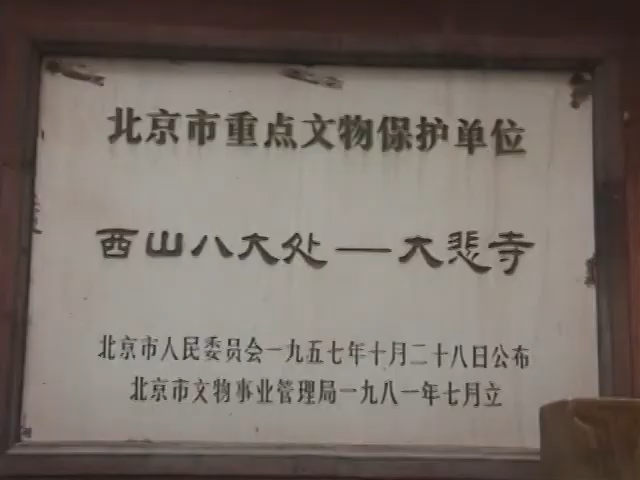 北京市重点文物保护单位
西山八大处—大悲寺
北京市人民委员会一九五七年十月二十八日公布
北京市文物事业管理局一九八一年七月立